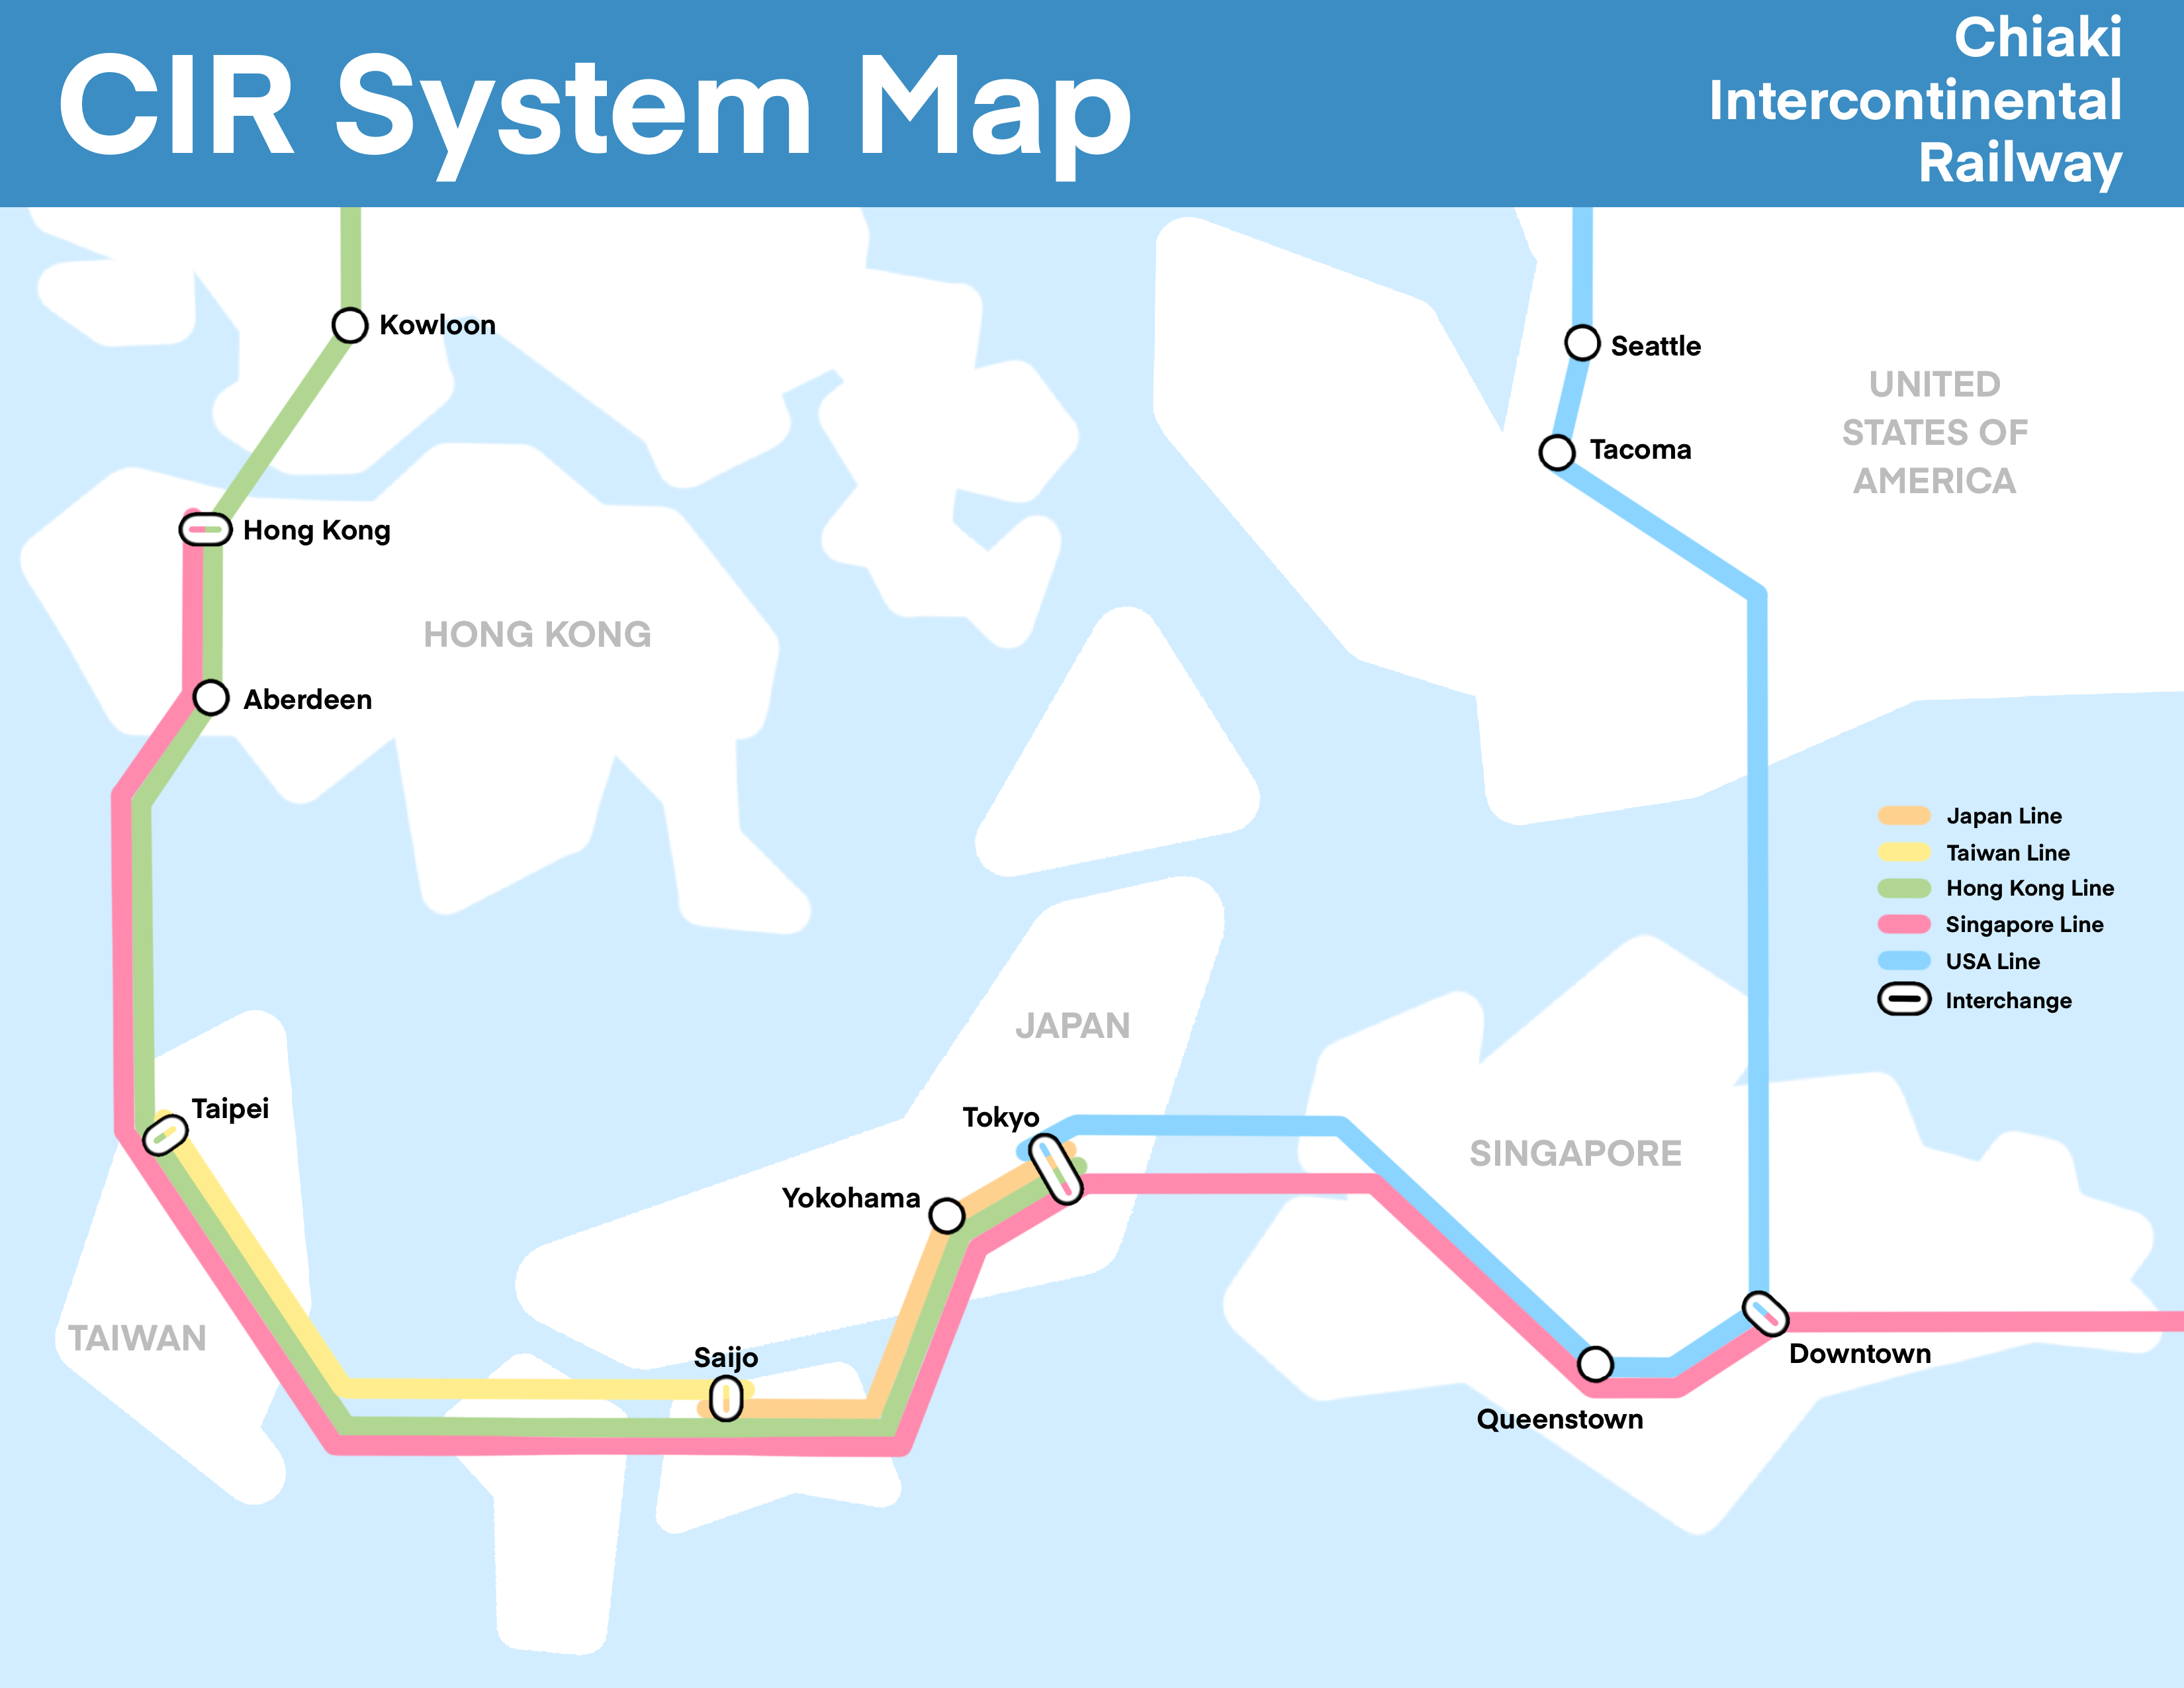 CIR System Map
Chiaki
Intercontinental
Railway
Kowloon
Seattle
UNITED
STATES OF
AMERICA
Tacoma
Hong Kong
HONG KONG
Aberdeen
Japan Line
Taiwan Line
Hong Kong Line
Singapore Line
USA Line
Interchange
JAPAN
Taipei
Tokyo
SINGAPORE
Yokohama
TAIWAN
Saijo
Downtown
Queenstown